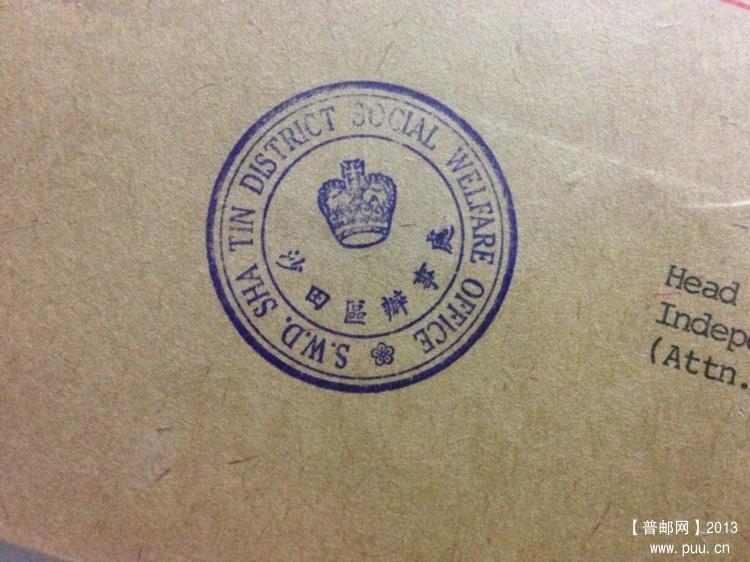 S.W.D. SHA TIN DISTRICT SOCIAL WELFARE OFFICE
沙田區辦事處
Head
Indepe
(Attn.
【普邮网】2013
www.puu.cn